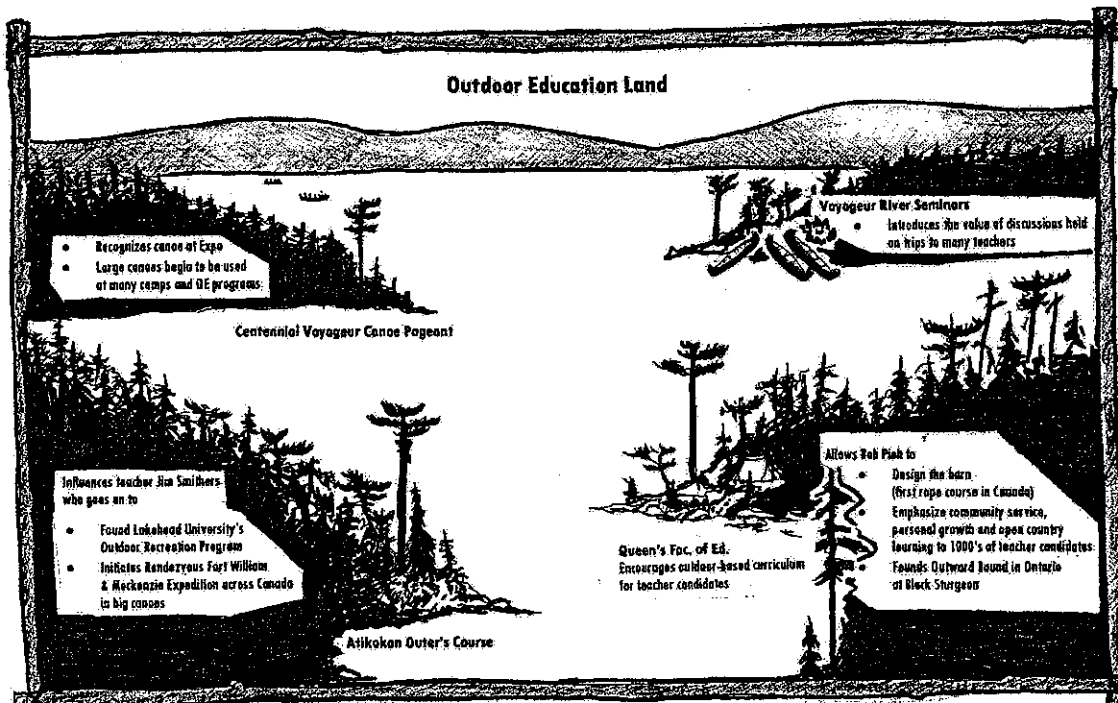 Outdoor Education Land
• Recognizes canoe at Expo
• Large canoes begin to be used
at many camps and OE programs
Centennial Voyageur Canoe Pageant
Voyageur River Seminars
• Introduces the value of discussions held
on trips to many teachers
Influences teacher Jim Smithers
who goes on to
• Found Lakehead University's
Outdoor Recreation Program
• Initiates Rendezvous Fort William
& Mackenzie Expedition across Canada
in big canoes
Atikokan Outer's Course
Queen's Fac. of Ed.
Encourages outdoor-based curriculum
for teacher candidates
Allows Bob Pieh to
• Design the barn
(first rope course in Canada)
• Emphasize community service,
personal growth and open country
learning to 1000's of teacher candidates
• Founds Outward Bound in Ontario
at Black Sturgeon